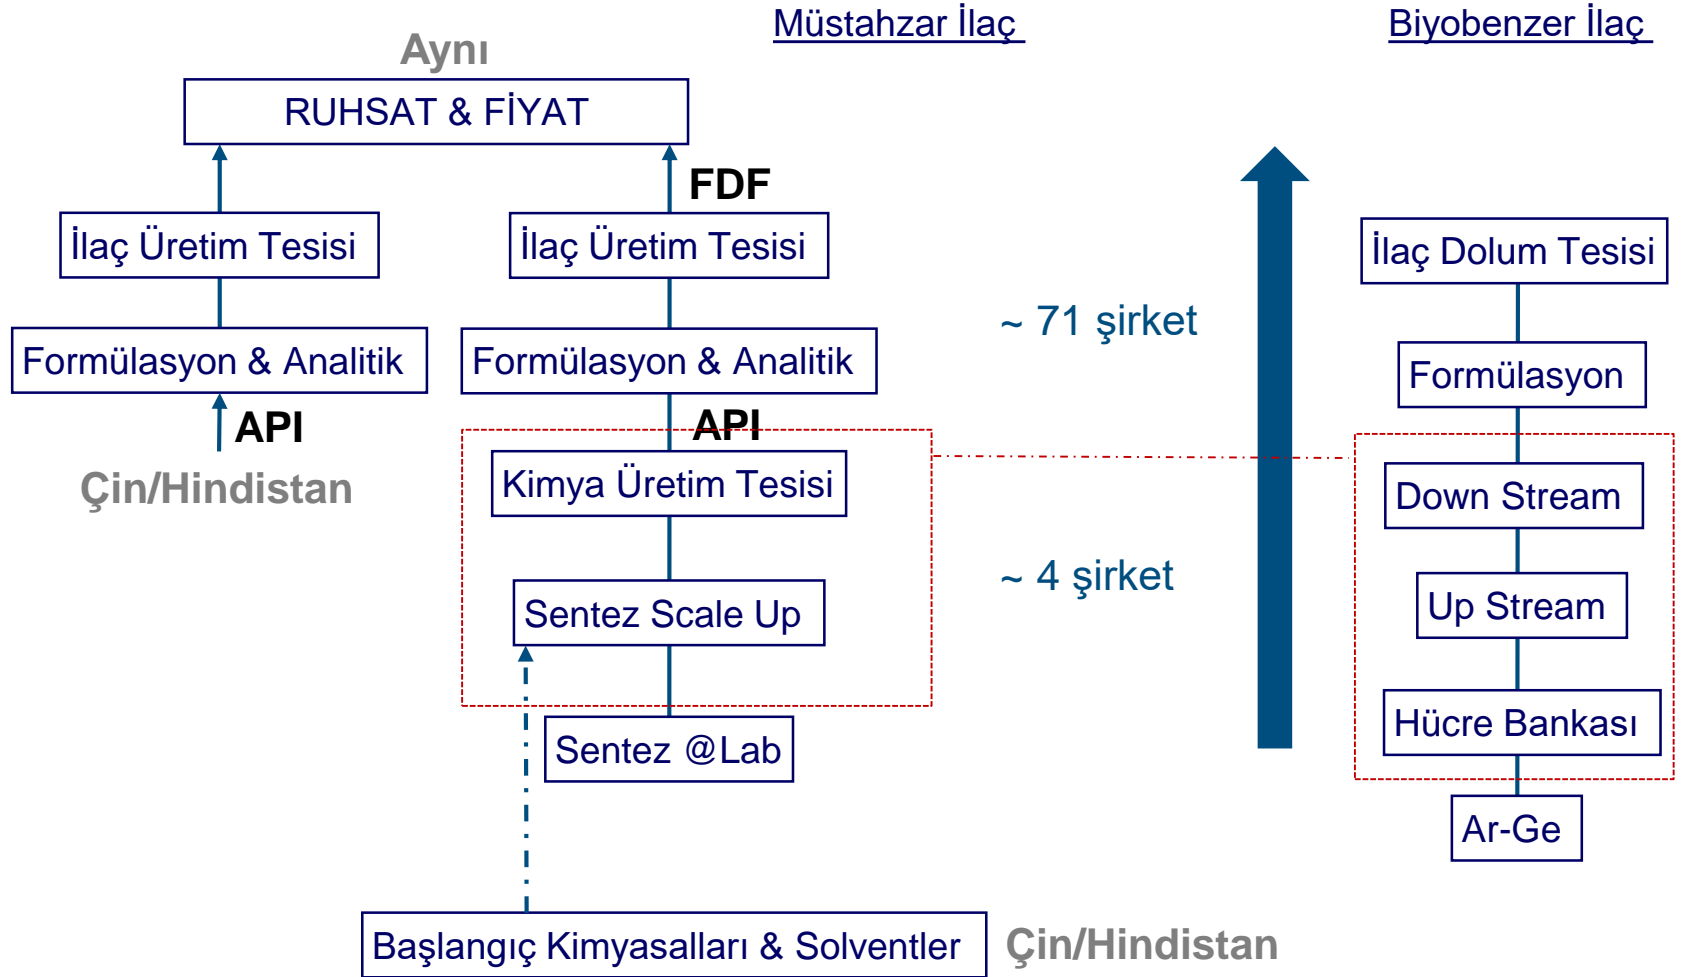 Müstahzar İlaç
Biyobenzer İlaç
Aynı
RUHSAT & FİYAT
FDF
İlaç Üretim Tesisi
İlaç Üretim Tesisi
İlaç Dolum Tesisi
~ 71 şirket
Formülasyon & Analitik
Formülasyon & Analitik
Formülasyon
API
API
Çin/Hindistan
Kimya Üretim Tesisi
Down Stream
~ 4 şirket
Sentez Scale Up
Up Stream
Hücre Bankası
Sentez @Lab
Ar-Ge
Başlangıç Kimyasalları & Solventler
Çin/Hindistan